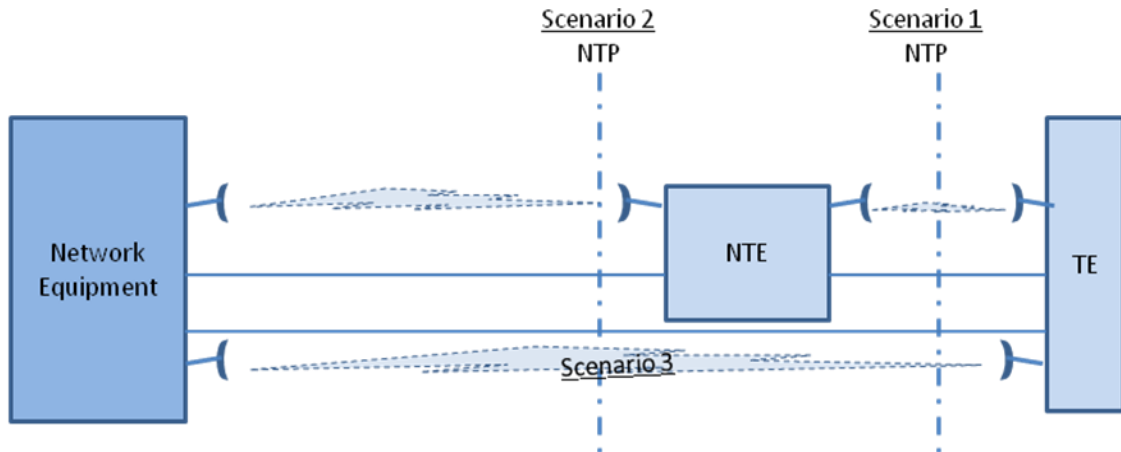 Scenario 2
NTP
Scenario 1
NTP
Network
Equipment
NTE
TE
Scenario 3